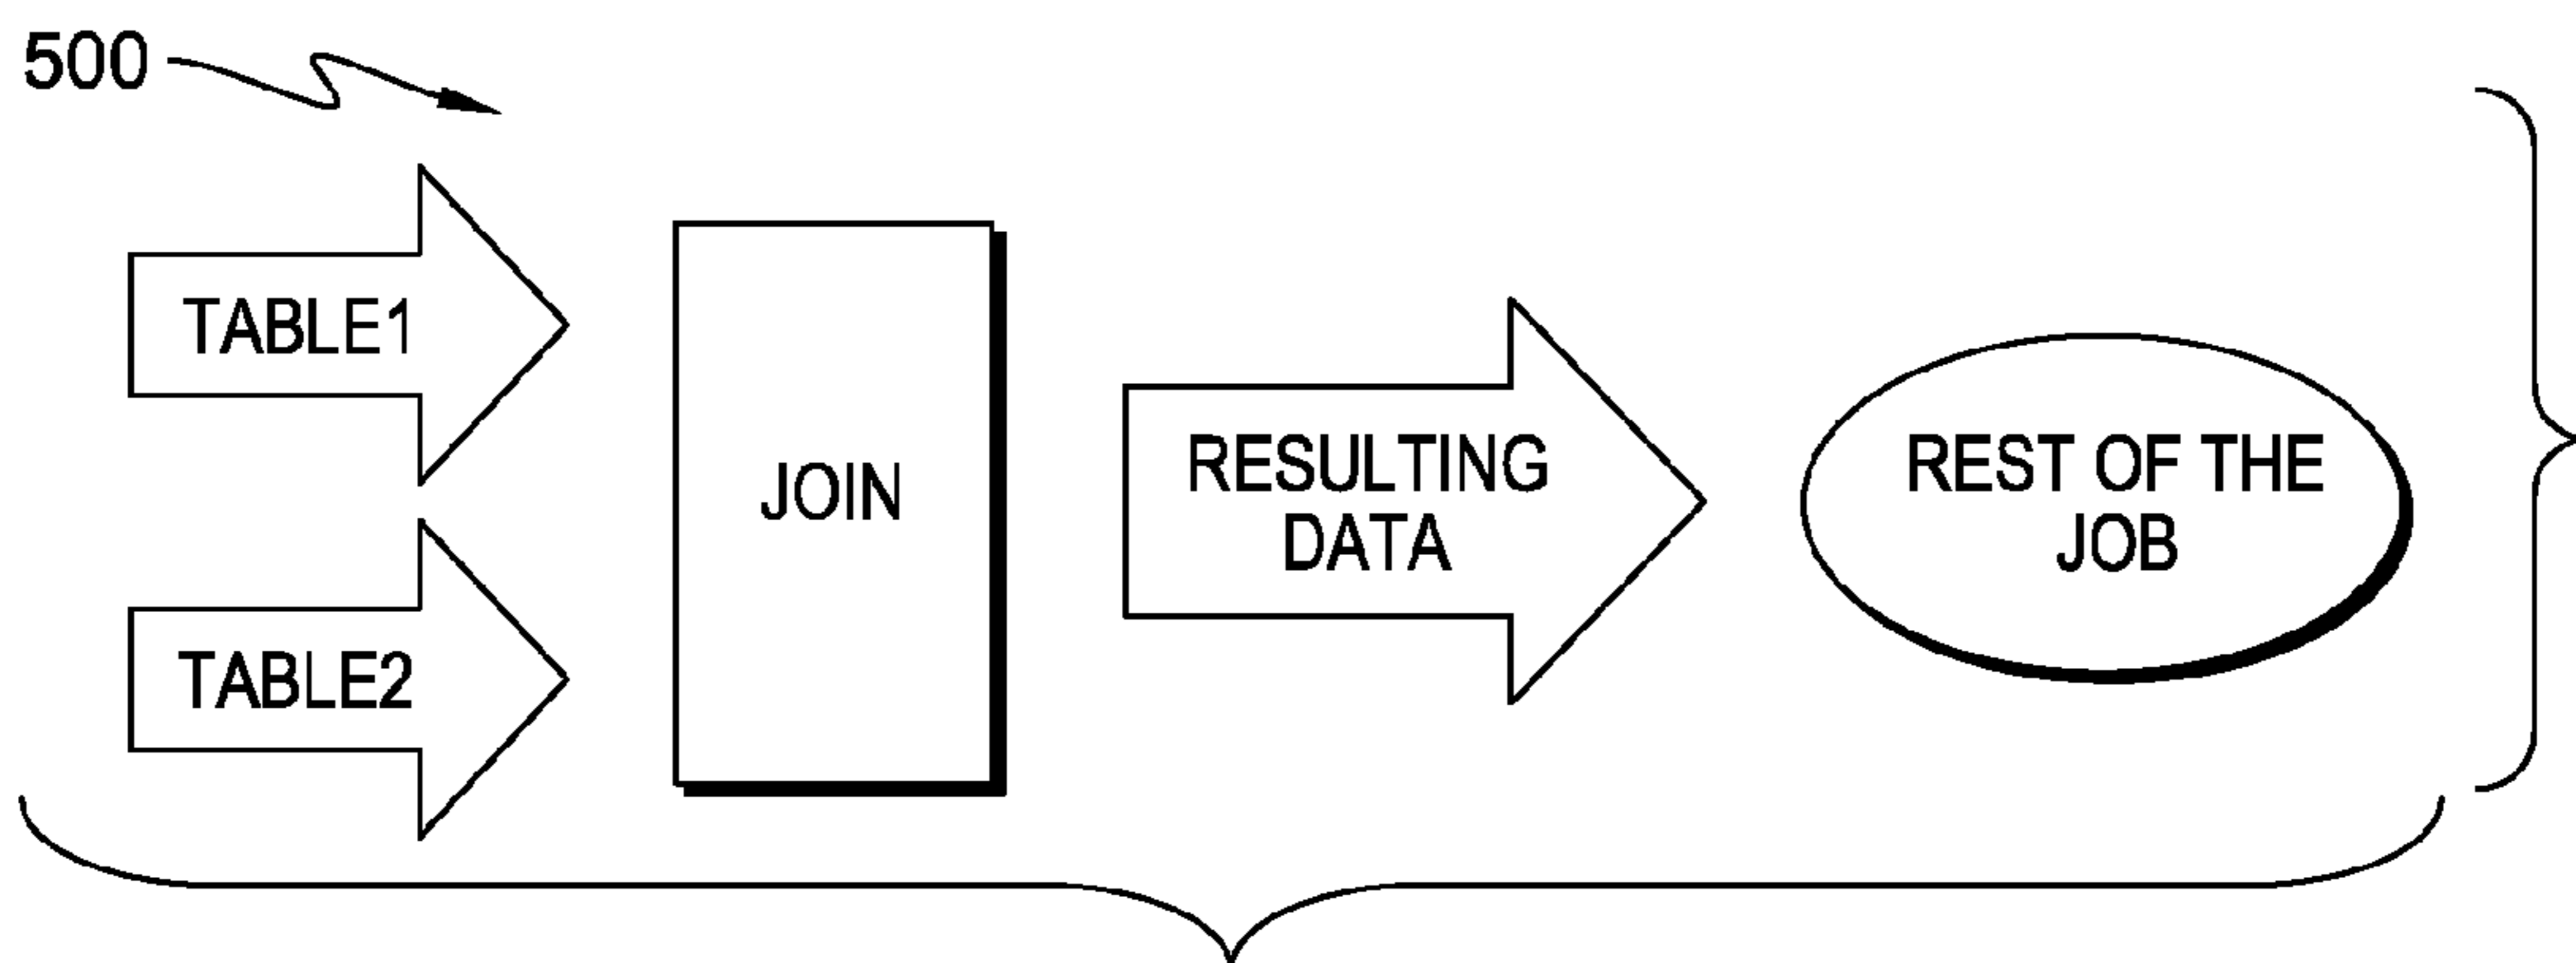 500
TABLE1
TABLE2
JOIN
RESULTING
DATA
REST OF THE
JOB